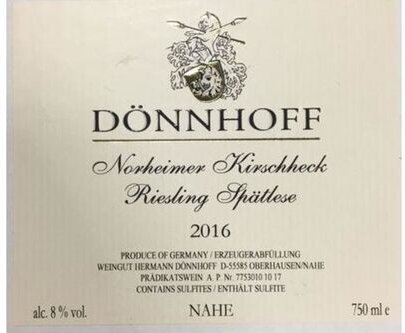 DÖNNHOFF
Norheimer Kirschheck
Riesling Spätlese
2016
PRODUCE OF GERMANY / ERZEUGERABFÜLLUNG
WEINGUT HERMANN DÖNNHOFF D-55585 OBERHAUSEN/NAHE
PRÄDIKATSWEIN A. P. Nr. 7753010 10 17
CONTAINS SULFITES / ENTHÄLT SULFITE
alc. 8 % vol. NAHE 750 ml e